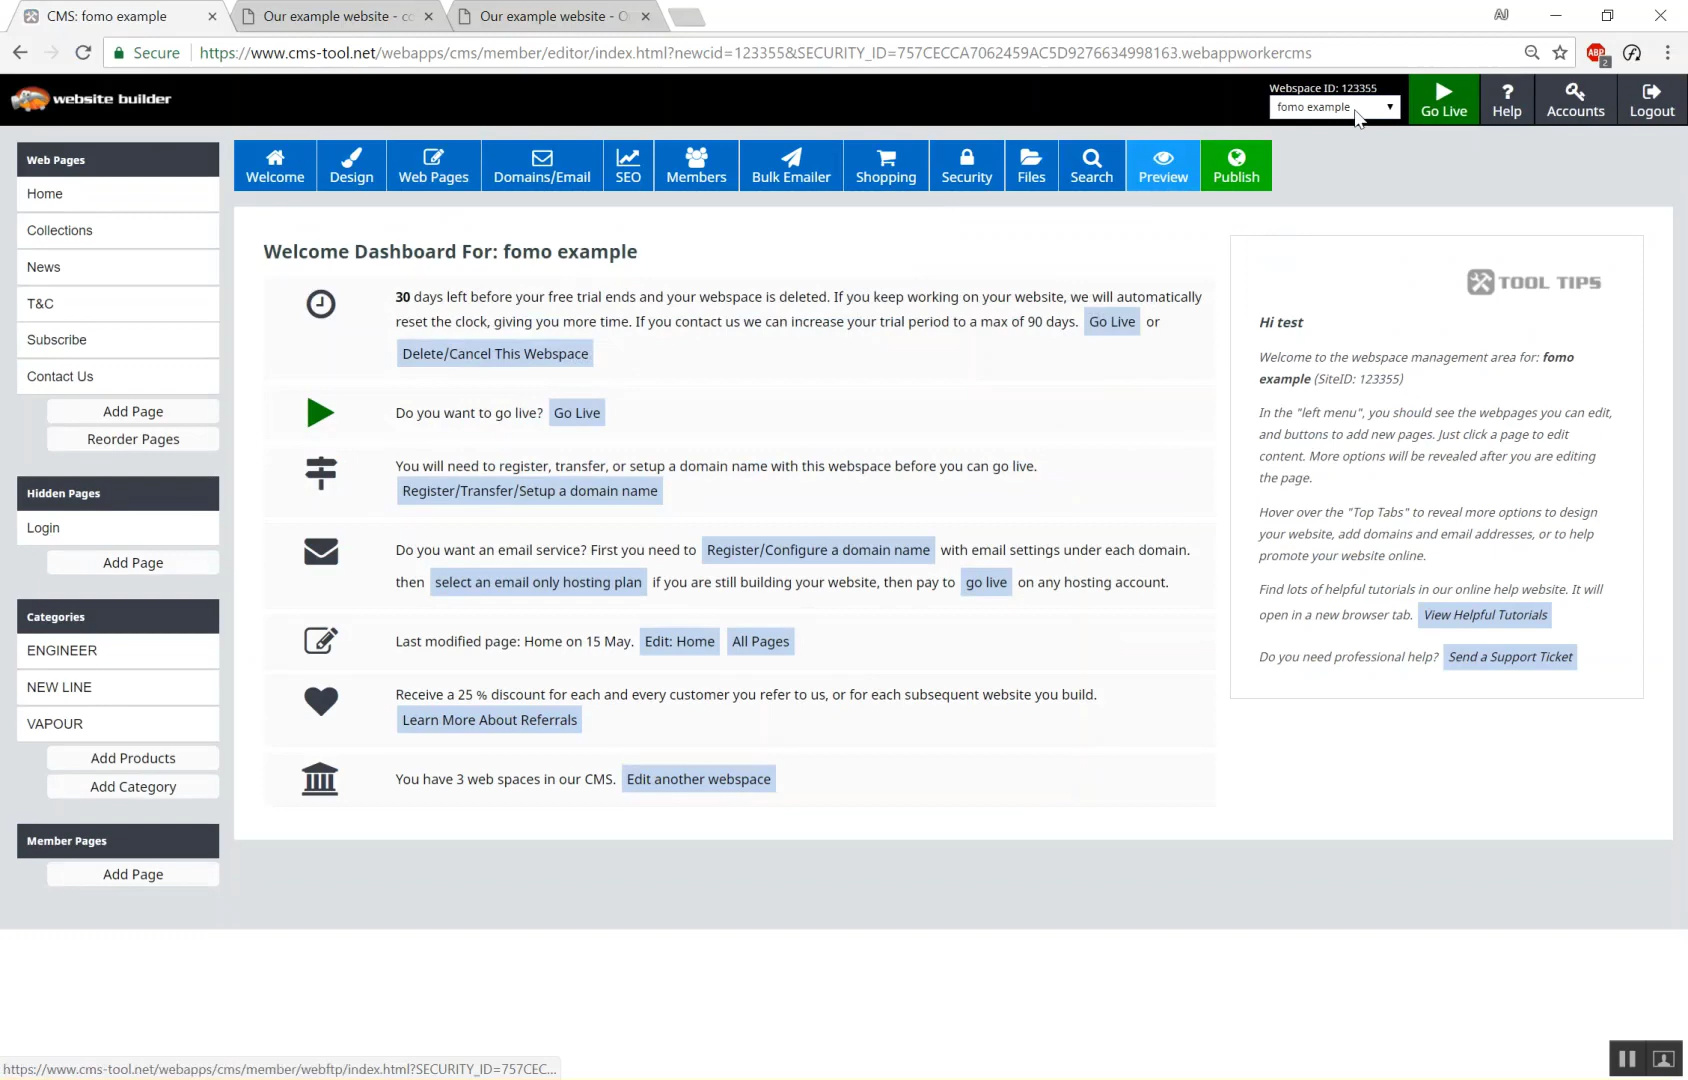 CMS: fomo example
Our example website - co
Our example website - O
AJ
Secure
https://www.cms-tool.net/webapps/cms/member/editor/index.html?newcid=123355&SECURITY_ID=757CECCA7062459AC5D9276634998163.webappworkercms
ABP
2
website builder
Webspace ID: 123355
fomo example
Go Live
Help
Accounts
Logout
Welcome
Design
Web Pages
Domains/Email
SEO
Members
Bulk Emailer
Shopping
Security
Files
Search
Preview
Publish
Web Pages
Home
Collections
News
T&C
Subscribe
Contact Us
Add Page
Reorder Pages
Hidden Pages
Login
Add Page
Categories
ENGINEER
NEW LINE
VAPOUR
Add Products
Add Category
Member Pages
Add Page
Welcome Dashboard For: fomo example
30 days left before your free trial ends and your webspace is deleted. If you keep working on your website, we will automatically
reset the clock, giving you more time. If you contact us we can increase your trial period to a max of 90 days. Go Live or
Delete/Cancel This Webspace
Do you want to go live? Go Live
You will need to register, transfer, or setup a domain name with this webspace before you can go live.
Register/Transfer/Setup a domain name
Do you want an email service? First you need to Register/Configure a domain name with email settings under each domain.
then select an email only hosting plan if you are still building your website, then pay to go live on any hosting account.
Last modified page: Home on 15 May. Edit: Home All Pages
Receive a 25 % discount for each and every customer you refer to us, or for each subsequent website you build.
Learn More About Referrals
You have 3 web spaces in our CMS. Edit another webspace
TOOL TIPS
Hi test
Welcome to the webspace management area for: fomo
example (SiteID: 123355)
In the "left menu", you should see the webpages you can edit,
and buttons to add new pages. Just click a page to edit
content. More options will be revealed after you are editing
the page.
Hover over the "Top Tabs" to reveal more options to design
your website, add domains and email addresses, or to help
promote your website online.
Find lots of helpful tutorials in our online help website. It will
open in a new browser tab. View Helpful Tutorials
Do you need professional help? Send a Support Ticket
https://www.cms-tool.net/webapps/cms/member/webftp/index.html?SECURITY_ID=757CEC...